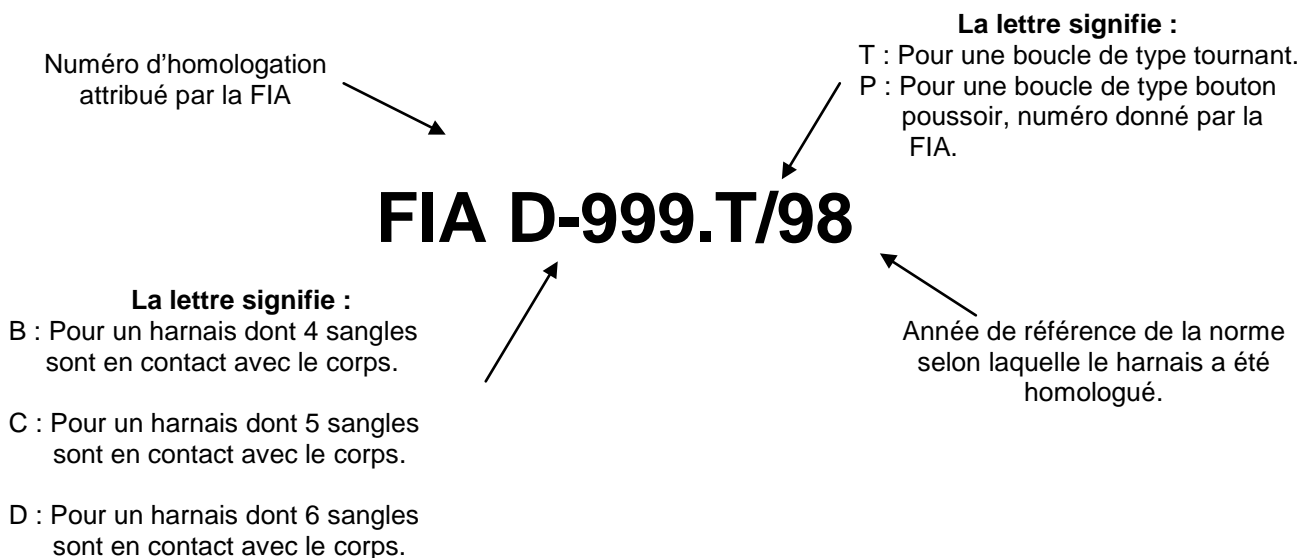 Numéro d’homologation
attribué par la FIA
La lettre signifie :
T : Pour une boucle de type tournant.
P : Pour une boucle de type bouton
poussoir, numéro donné par la
FIA.
FIA D-999.T/98
La lettre signifie :
B : Pour un harnais dont 4 sangles
sont en contact avec le corps.
C : Pour un harnais dont 5 sangles
sont en contact avec le corps.
D : Pour un harnais dont 6 sangles
sont en contact avec le corps.
Année de référence de la norme
selon laquelle le harnais a été
homologué.